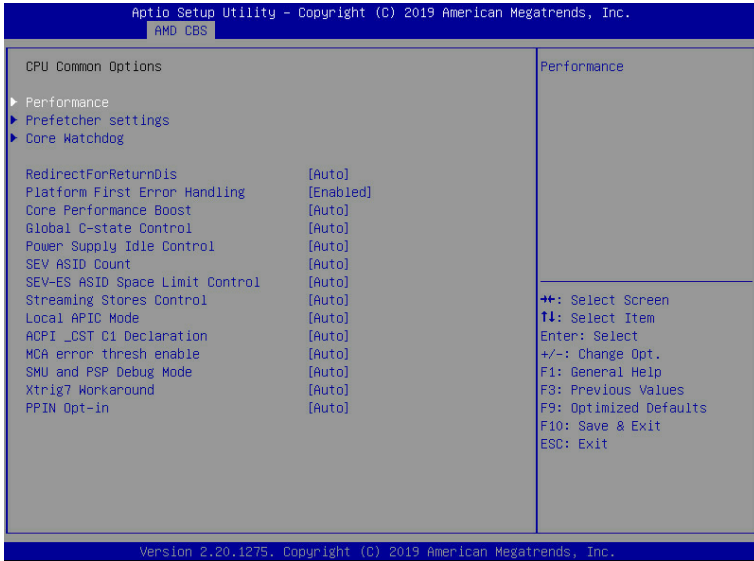 Aptio Setup Utility – Copyright (C) 2019 American Megatrends, Inc.
AMD CBS
CPU Common Options
Performance
Prefetcher settings
Core Watchdog
RedirectForReturnDis [Auto]
Platform First Error Handling [Enabled]
Core Performance Boost [Auto]
Global C-state Control [Auto]
Power Supply Idle Control [Auto]
SEV ASID Count [Auto]
SEV-ES ASID Space Limit Control [Auto]
Streaming Stores Control [Auto]
Local APIC Mode [Auto]
ACPI _CST C1 Declaration [Auto]
MCA error thresh enable [Auto]
SMU and PSP Debug Mode [Auto]
Xtrig7 Workaround [Auto]
PPIN Opt-in [Auto]
Performance
→←: Select Screen
↑↓: Select Item
Enter: Select
+/-: Change Opt.
F1: General Help
F3: Previous Values
F9: Optimized Defaults
F10: Save & Exit
ESC: Exit
Version 2.20.1275. Copyright (C) 2019 American Megatrends, Inc.